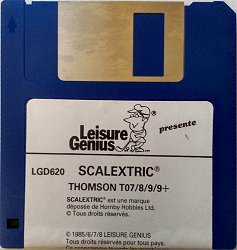 Leisure
Genius
presente
LGD620 SCALEXTRIC®
THOMSON T07/8/9/9+
SCALEXTRIC® est une marque
déposée de Hornby Hobbies Ltd.
© Tous droits réservés.
© 1985/6/7/8 LEISURE GENIUS
Tous droits réservés pour tous pays.